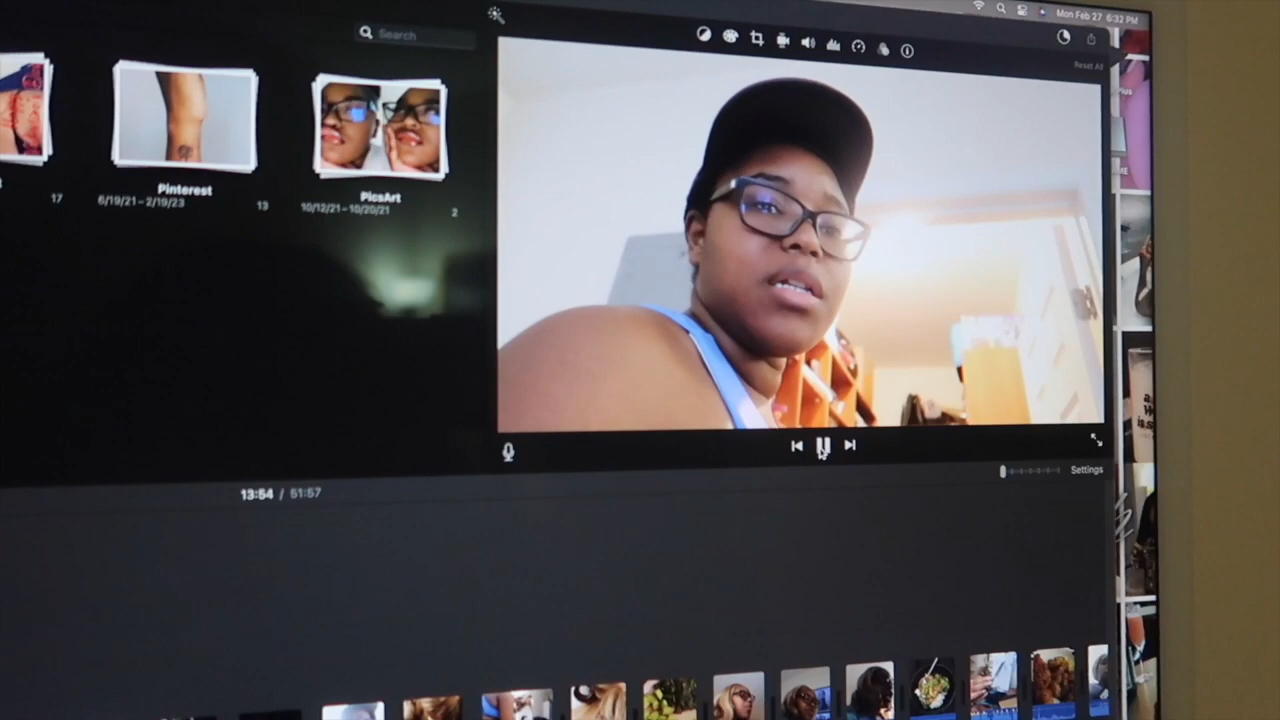 Mon Feb 27 6:32 PM
Search
Reset All
Pinterest
6/19/21 – 2/19/23 13
PicsArt
10/12/21 – 10/20/21 2
17
Settings
13:54 / 51:57